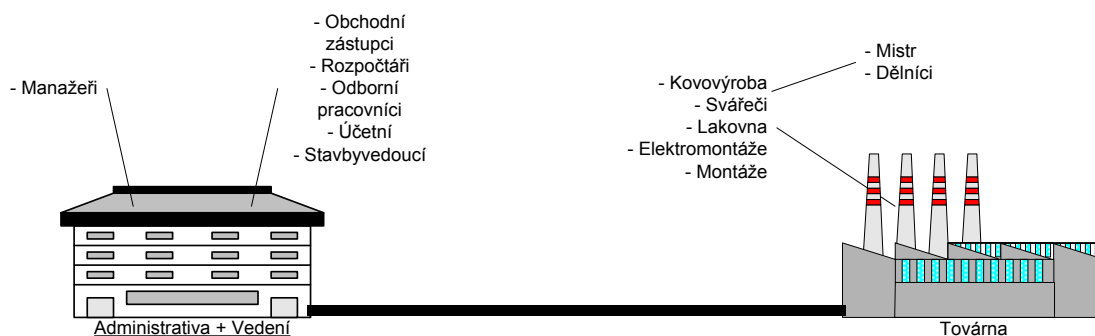 - Manažeři
- Obchodní
zástupci
- Rozpočtáři
- Odborní
pracovníci
- Účetní
- Stavbyvedoucí
- Kovovýroba
- Svářeči
- Lakovna
- Elektromontáže
- Montáže
- Mistr
- Dělníci
Administrativa + Vedení
Továrna